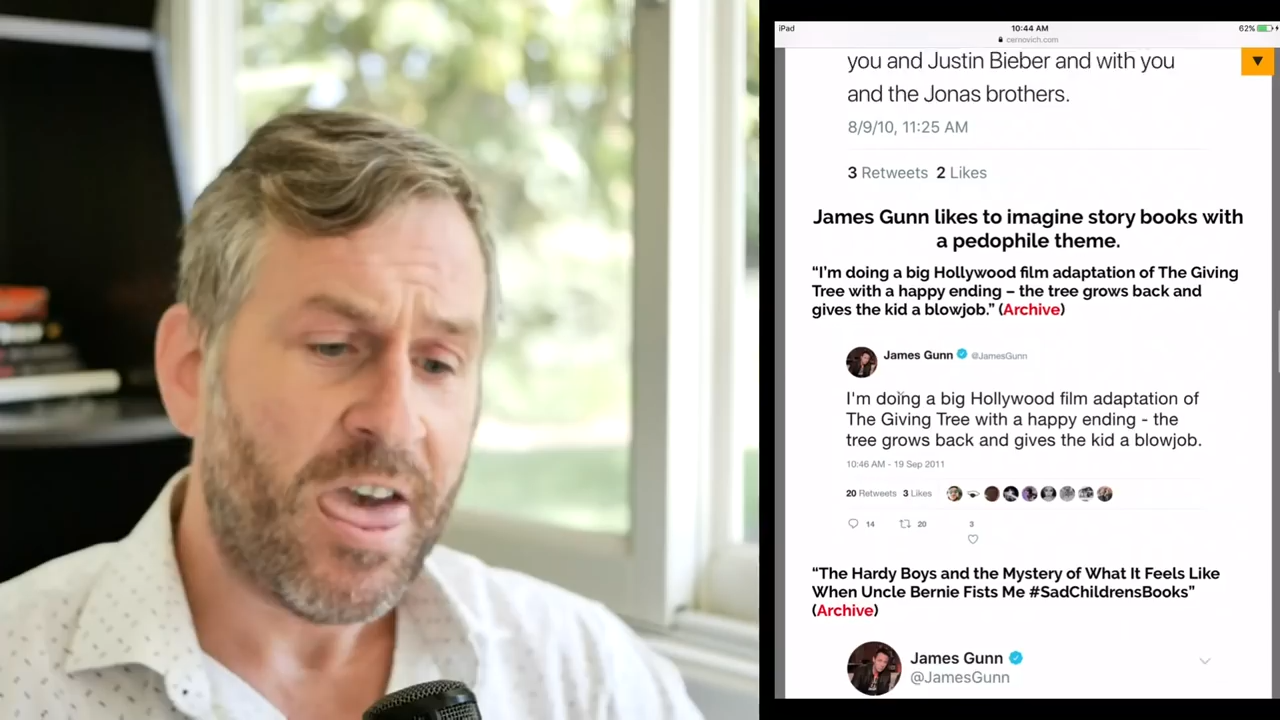 iPad
10:44 AM
62%
cernovich.com
you and Justin Bieber and with you
and the Jonas brothers.
8/9/10, 11:25 AM
3 Retweets 2 Likes
James Gunn likes to imagine story books with
a pedophile theme.
“I’m doing a big Hollywood film adaptation of The Giving
Tree with a happy ending – the tree grows back and
gives the kid a blowjob.” (Archive)
James Gunn @JamesGunn
I'm doing a big Hollywood film adaptation of
The Giving Tree with a happy ending - the
tree grows back and gives the kid a blowjob.
10:46 AM - 19 Sep 2011
20 Retweets 3 Likes
14 20 3
“The Hardy Boys and the Mystery of What It Feels Like
When Uncle Bernie Fists Me #SadChildrensBooks”
(Archive)
James Gunn
@JamesGunn